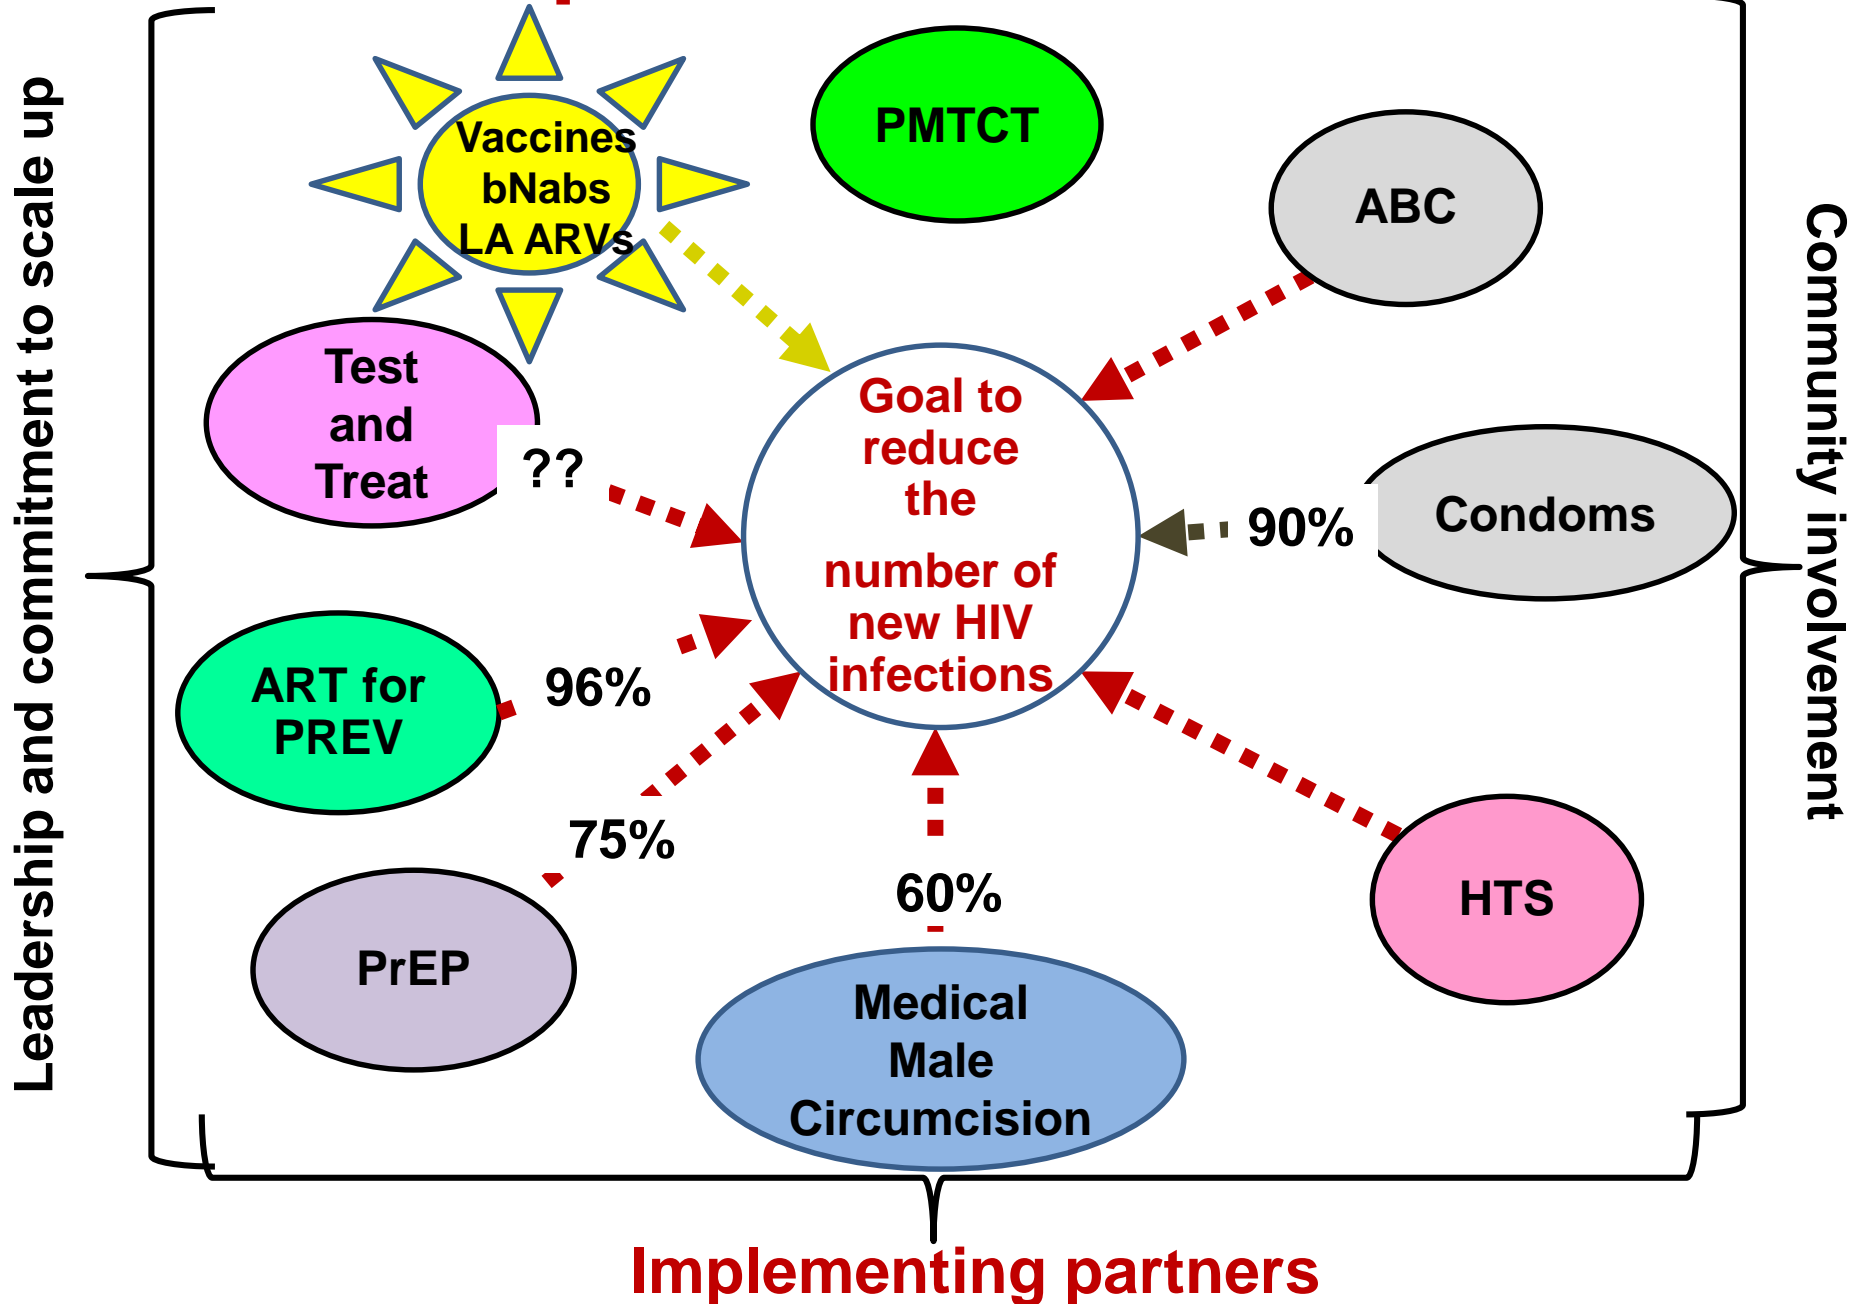 Leadership and commitment to scale up
Vaccines
bNabs
LA ARVs
PMTCT
ABC
Test
and
Treat
??
Goal to
reduce
the
number of
new HIV
infections
90%
Condoms
Community involvement
ART for
PREV
96%
75%
PrEP
60%
Medical
Male
Circumcision
HTS
Implementing partners